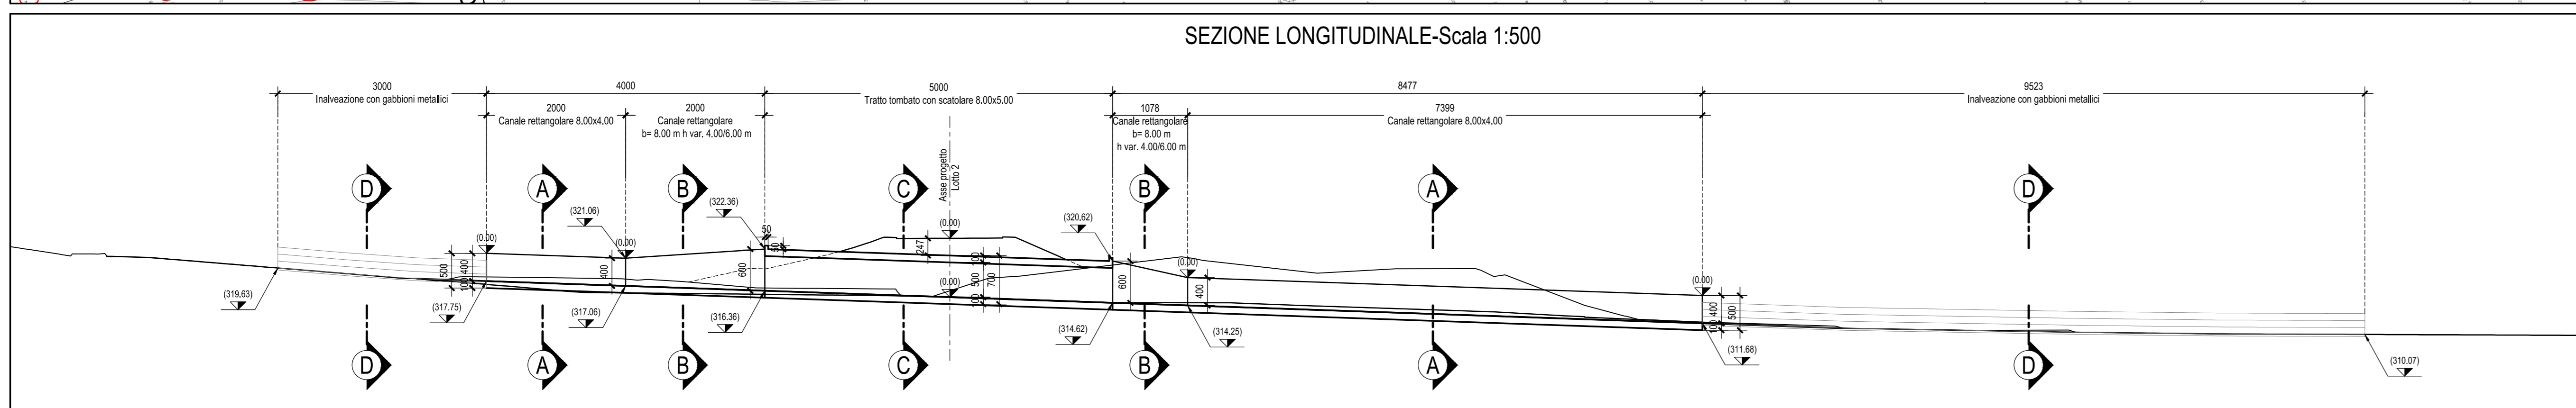 SEZIONE LONGITUDINALE-Scala 1:500
3000
Inalveazione con gabbioni metallici
4000
5000
Tratto tombato con scatolare 8.00x5.00
8477
9523
Inalveazione con gabbioni metallici
2000
Canale rettangolare 8.00x4.00
2000
Canale rettangolare
b= 8,00 m h var. 4.00/6.00 m
1078
Canale rettangolare
b= 8.00 m
h var. 4.00/6.00 m
7399
Canale rettangolare 8.00x4.00
Asse progetto
Lotto 2
D
A
B
C
B
A
D
(321.06)
(322.36)
(320,62)
(0.00)
(0.00)
(0.00)
(0.00)
(0.00)
(0.00)
50
50
247
500
400
100
400
600
100
500
700
100
600
400
400
500
100
(319,63)
(317.75)
(317.06)
(316.36)
(314.62)
(314.25)
(311.68)
(310.07)
D
A
B
C
B
A
D